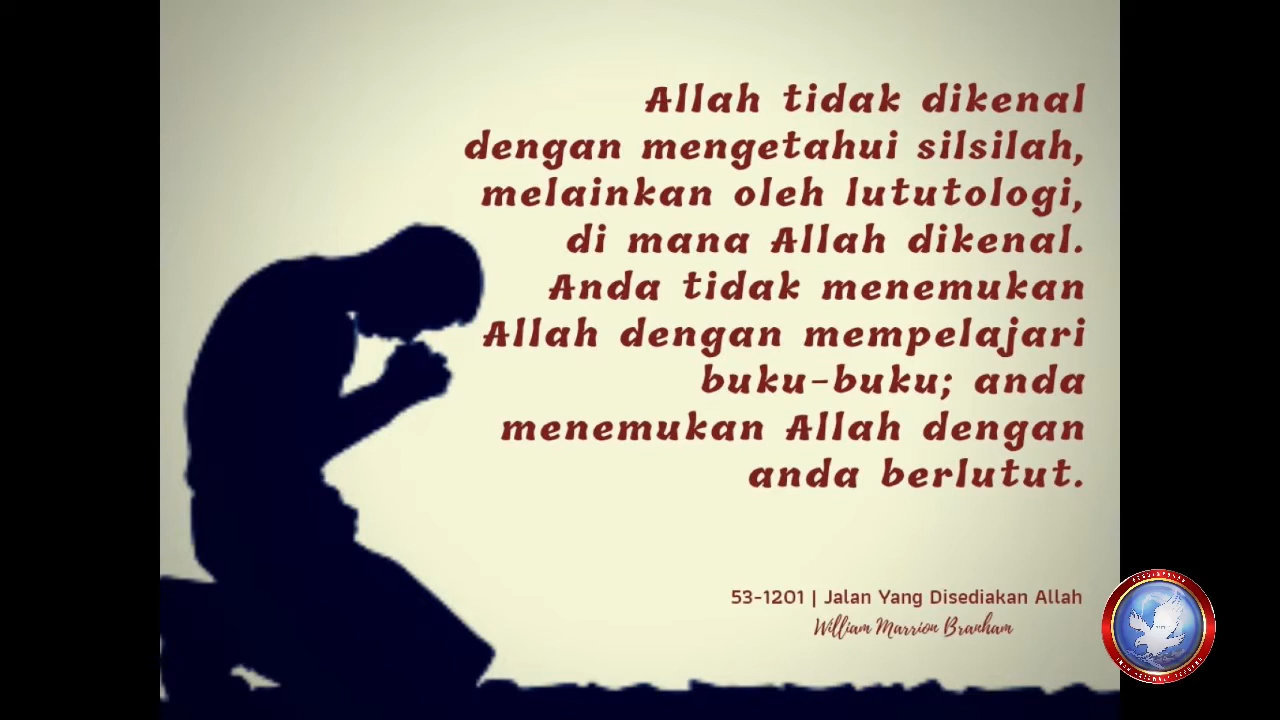 Allah tidak dikenal
dengan mengetahui silsilah,
melainkan oleh lututologi,
di mana Allah dikenal.
Anda tidak menemukan
Allah dengan mempelajari
buku-buku; anda
menemukan Allah dengan
anda berlutut.
53-1201 | Jalan Yang Disediakan Allah
William Marrion Branham